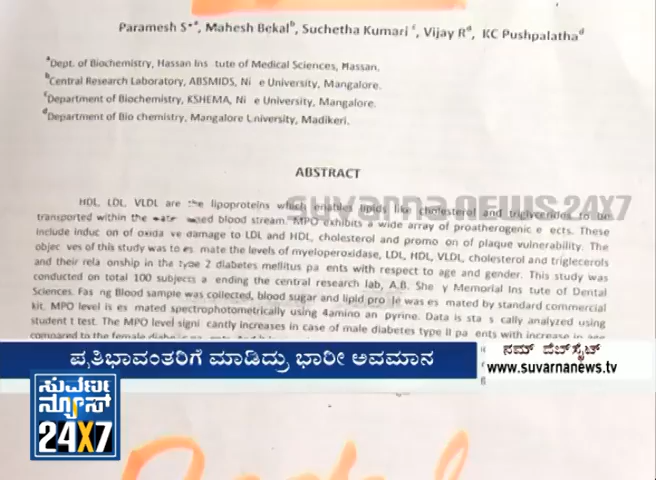 Paramesh S*ᵃ, Mahesh Bekalᵇ, Suchetha Kumari ᶜ, Vijay Rᵈ, KC Pushpalathaᵈ
ᵃDept. of Biochemistry, Hassan Ins tute of Medical Sciences, Hassan.
ᵇCentral Research Laboratory, ABSMIDS, Ni e University, Mangalore.
ᶜDepartment of Biochemistry, KSHEMA, Ni e University, Mangalore.
ᵈDepartment of Bio chemistry, Mangalore University, Madikeri.
ABSTRACT
HDL, LDL, VLDL are the lipoproteins which enables lipids like cholesterol and triglycerides to be
transported within the water based blood stream. MPO exhibits a wide array of proatherogenic e ects. These
include induc on of oxida ve damage to LDL and HDL, cholesterol and promo on of plaque vulnerability. The
objec ves of this study was to es mate the levels of myeloperoxidase, LDL, HDL, VLDL, cholesterol and triglecerols
and their rela onship in the type 2 diabetes mellitus pa ents with respect to age and gender. This study was
conducted on total 100 subjects a ending the central research lab, A.B. She y Memorial Ins tute of Dental
Sciences. Fas ng Blood sample was collected, blood sugar and lipid pro le was es mated by standard commercial
kit. MPO level is es mated spectrophotometrically using 4amino an pyrine. Data is sta s cally analyzed using
student t test. The MPO level signi cantly increases in case of male diabetes type II pa ents with increase in age
compared to the female
suvarna NEWS 24X7
ಪ್ರತಿಭಾವಂತರಿಗೆ ಮಾಡಿದ್ರು ಭಾರೀ ಅವಮಾನ
ನಮ್ ವೆಬ್‌ಸೈಟ್
www.suvarnanews.tv
ಸುವರ್ಣ
ನ್ಯೂಸ್
24X7